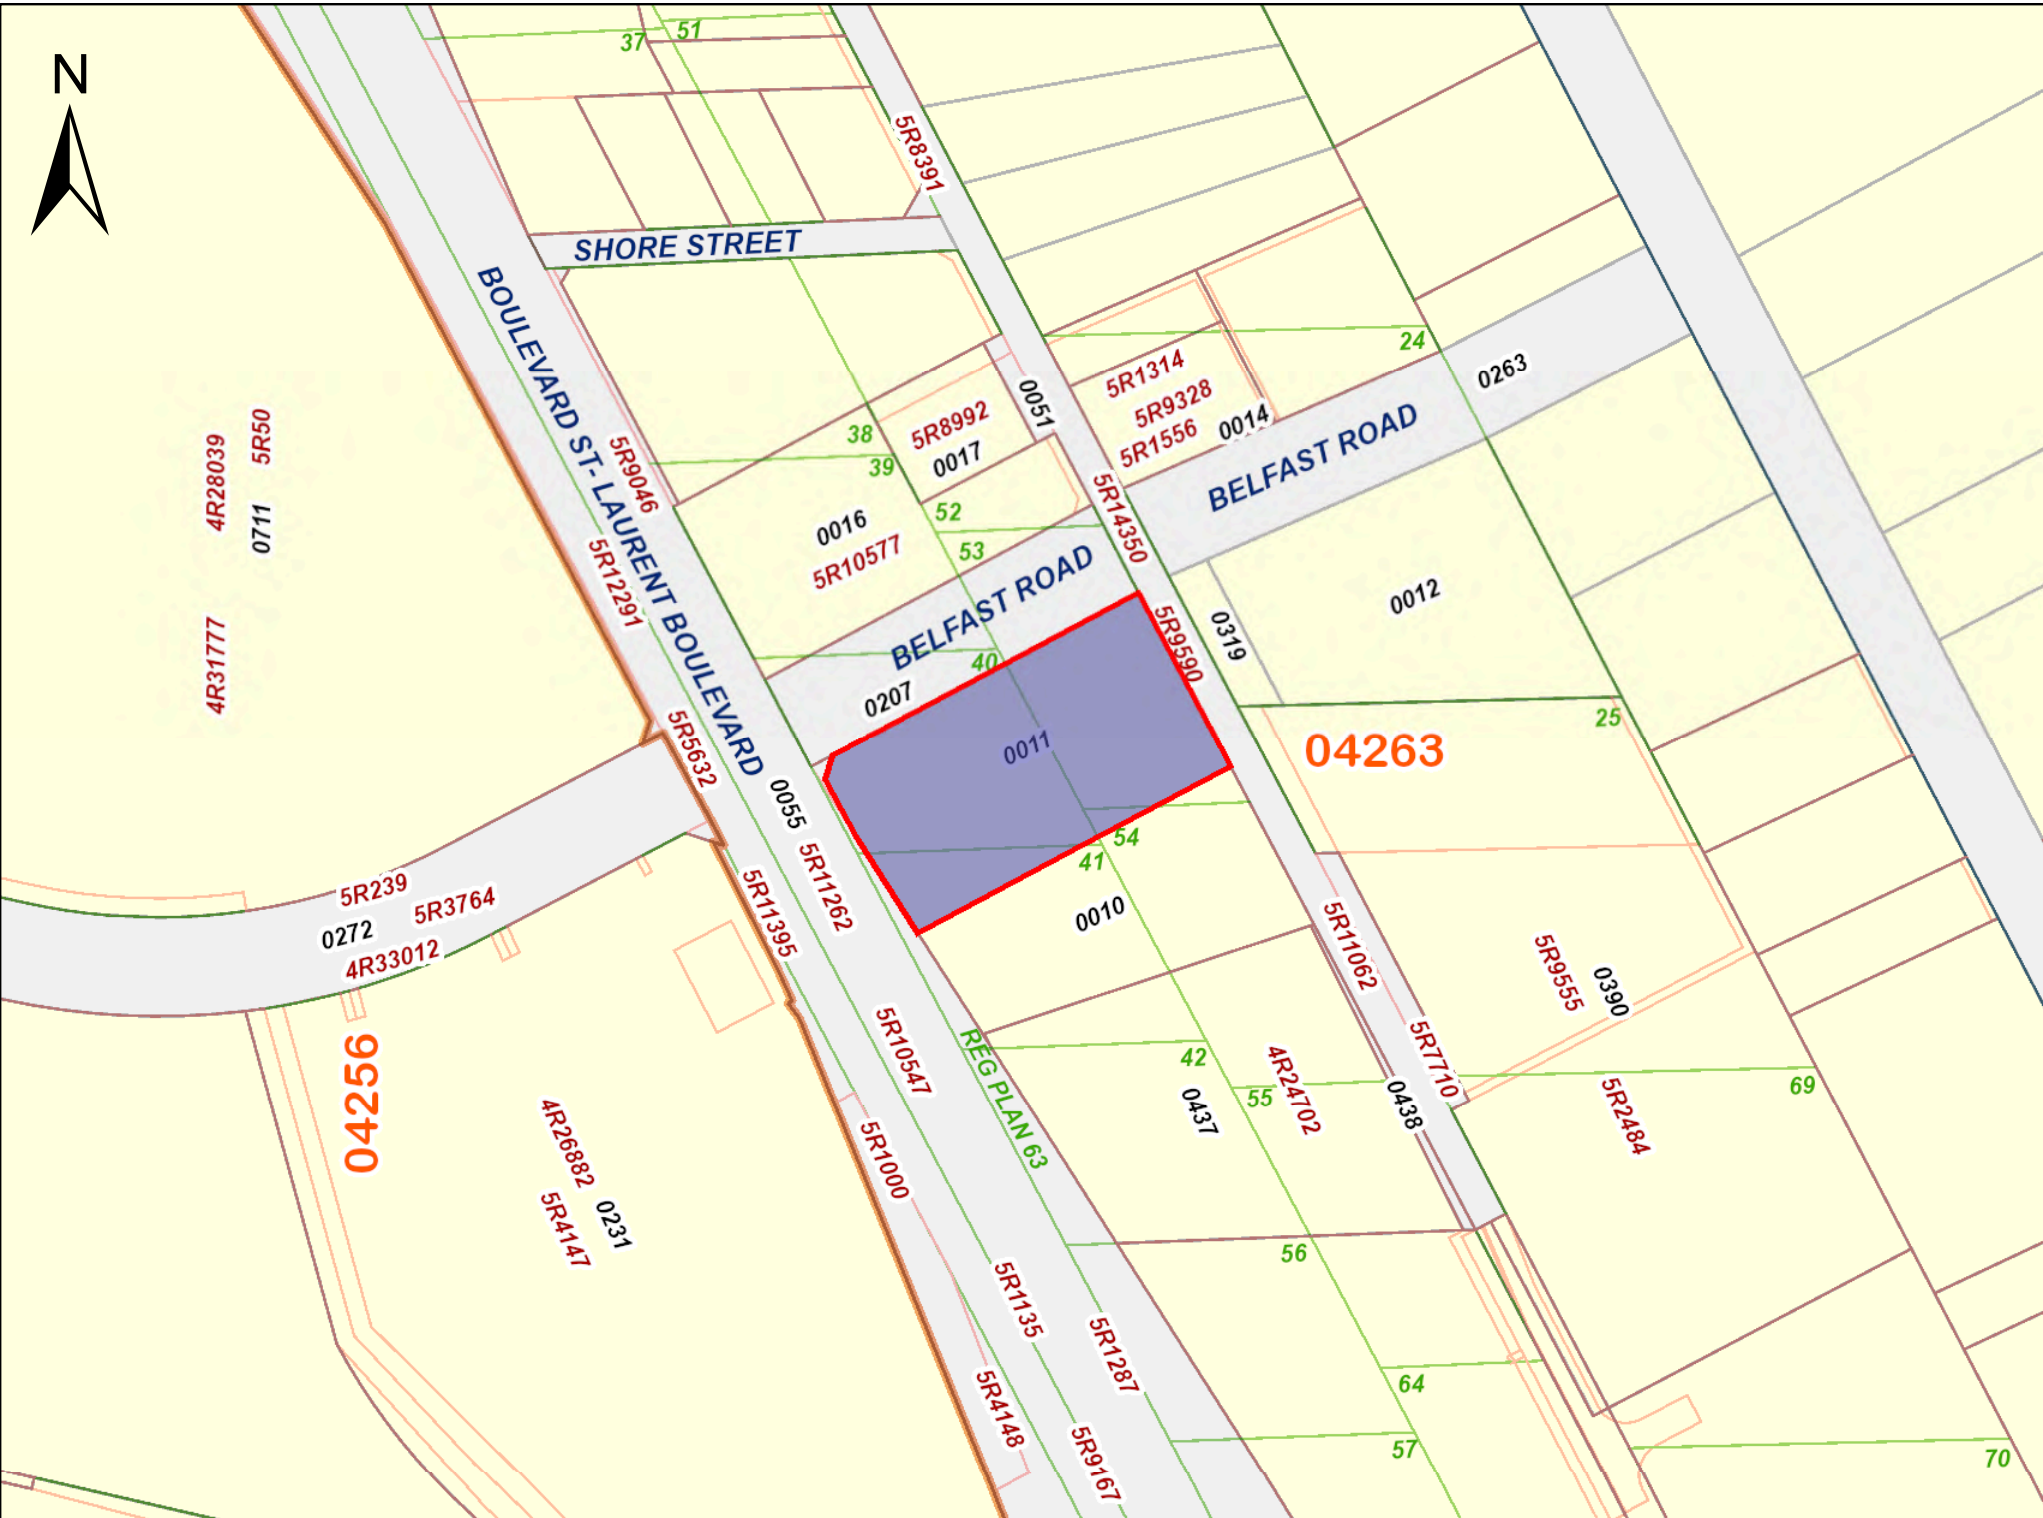 N
37
51
5R8391
SHORE STREET
BOULEVARD ST- LAURENT BOULEVARD
24
0263
5R1314
5R9328
5R1556
0014
0051
5R8992
0017
38
39
BELFAST ROAD
4R28039
5R50
0711
4R31777
5R9046
5R12291
0016
5R10577
52
53
5R14350
BELFAST ROAD
40
0207
5R9590
0319
0012
25
04263
0011
5R5632
0055
5R11262
54
41
0010
5R239
5R3764
0272
4R33012
5R11395
5R11062
5R9555
0390
04256
5R10547
REG PLAN 63
42
0437
55
4R24702
5R7710
0438
69
5R2484
4R26882
5R4147
0231
5R1000
56
5R1135
5R1287
64
5R4148
5R9167
57
70